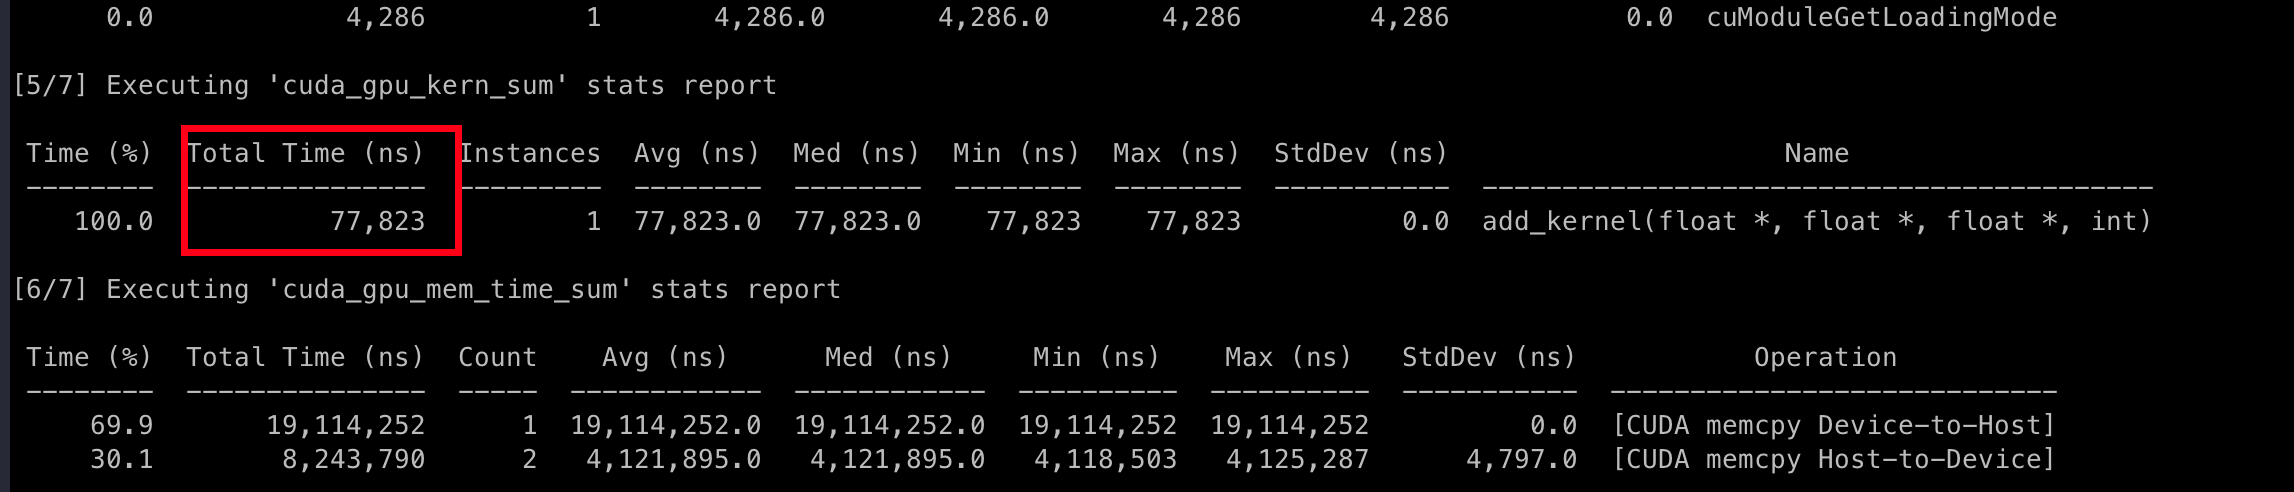 0.0 4,286 1 4,286.0 4,286.0 4,286 4,286 0.0 cuModuleGetLoadingMode
[5/7] Executing 'cuda_gpu_kern_sum' stats report
Time (%) Total Time (ns) Instances Avg (ns) Med (ns) Min (ns) Max (ns) StdDev (ns) Name
-------- --------------- --------- -------- -------- -------- -------- ----------- ------------------------------------------
100.0 77,823 1 77,823.0 77,823.0 77,823 77,823 0.0 add_kernel(float *, float *, float *, int)
[6/7] Executing 'cuda_gpu_mem_time_sum' stats report
Time (%) Total Time (ns) Count Avg (ns) Med (ns) Min (ns) Max (ns) StdDev (ns) Operation
-------- --------------- ----- ------------ ------------ ---------- ---------- ----------- ----------------------------
69.9 19,114,252 1 19,114,252.0 19,114,252.0 19,114,252 19,114,252 0.0 [CUDA memcpy Device-to-Host]
30.1 8,243,790 2 4,121,895.0 4,121,895.0 4,118,503 4,125,287 4,797.0 [CUDA memcpy Host-to-Device]